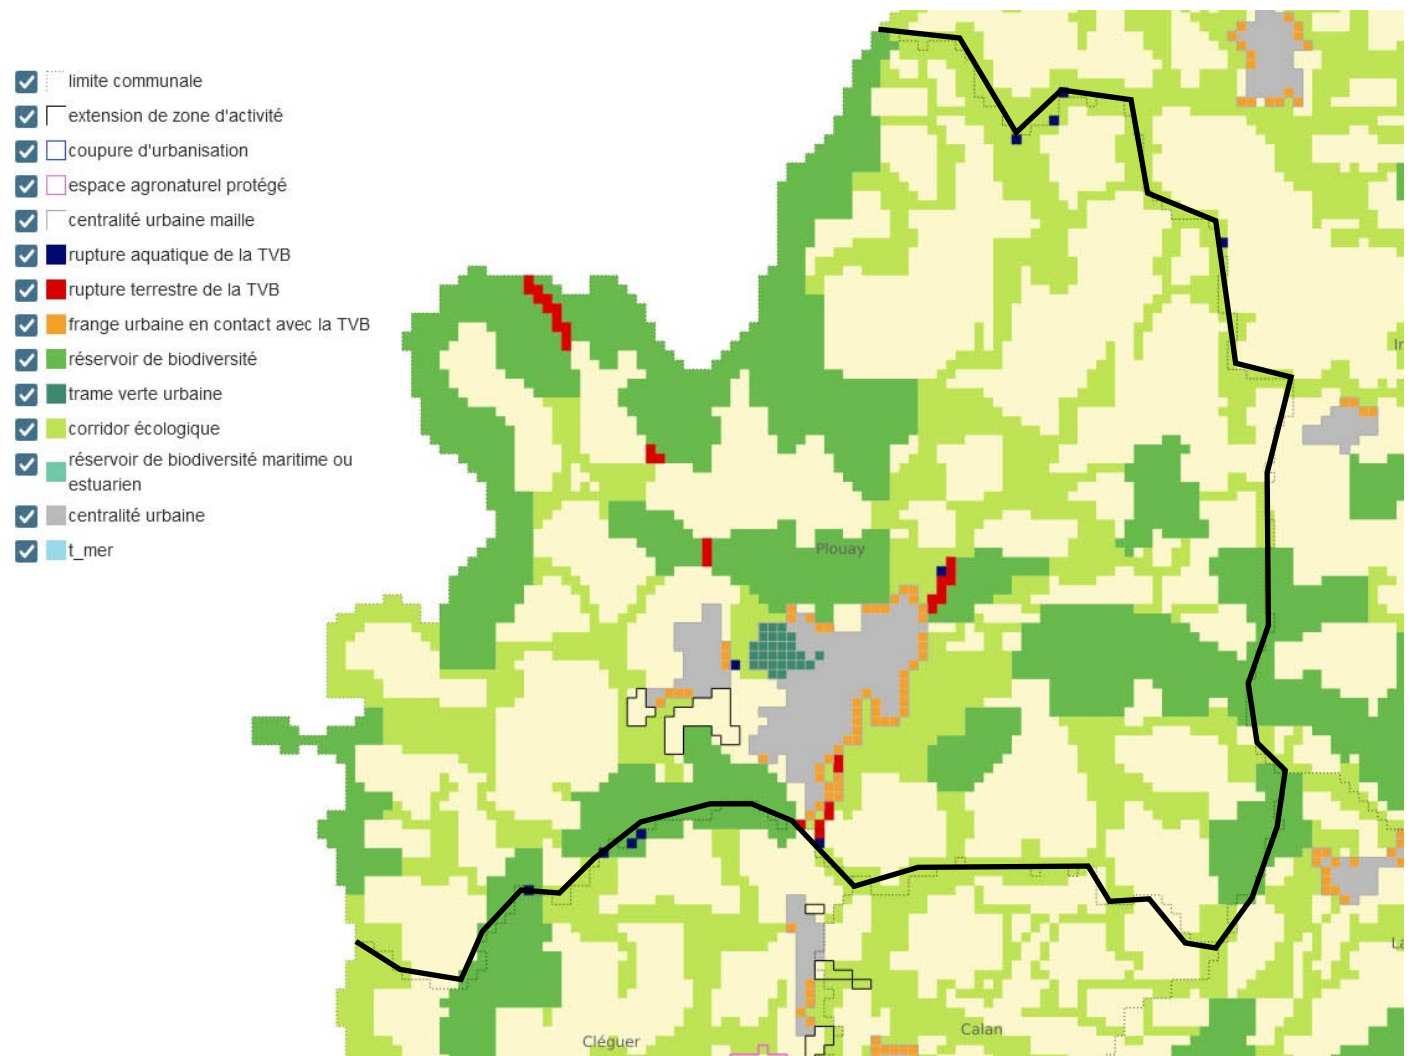 limite communale
extension de zone d'activité
coupure d'urbanisation
espace agronaturel protégé
centralité urbaine maille
rupture aquatique de la TVB
rupture terrestre de la TVB
frange urbaine en contact avec la TVB
réservoir de biodiversité
trame verte urbaine
corridor écologique
réservoir de biodiversité maritime ou
estuarien
centralité urbaine
t_mer
In
Plouay
La
Calan
Cléguer